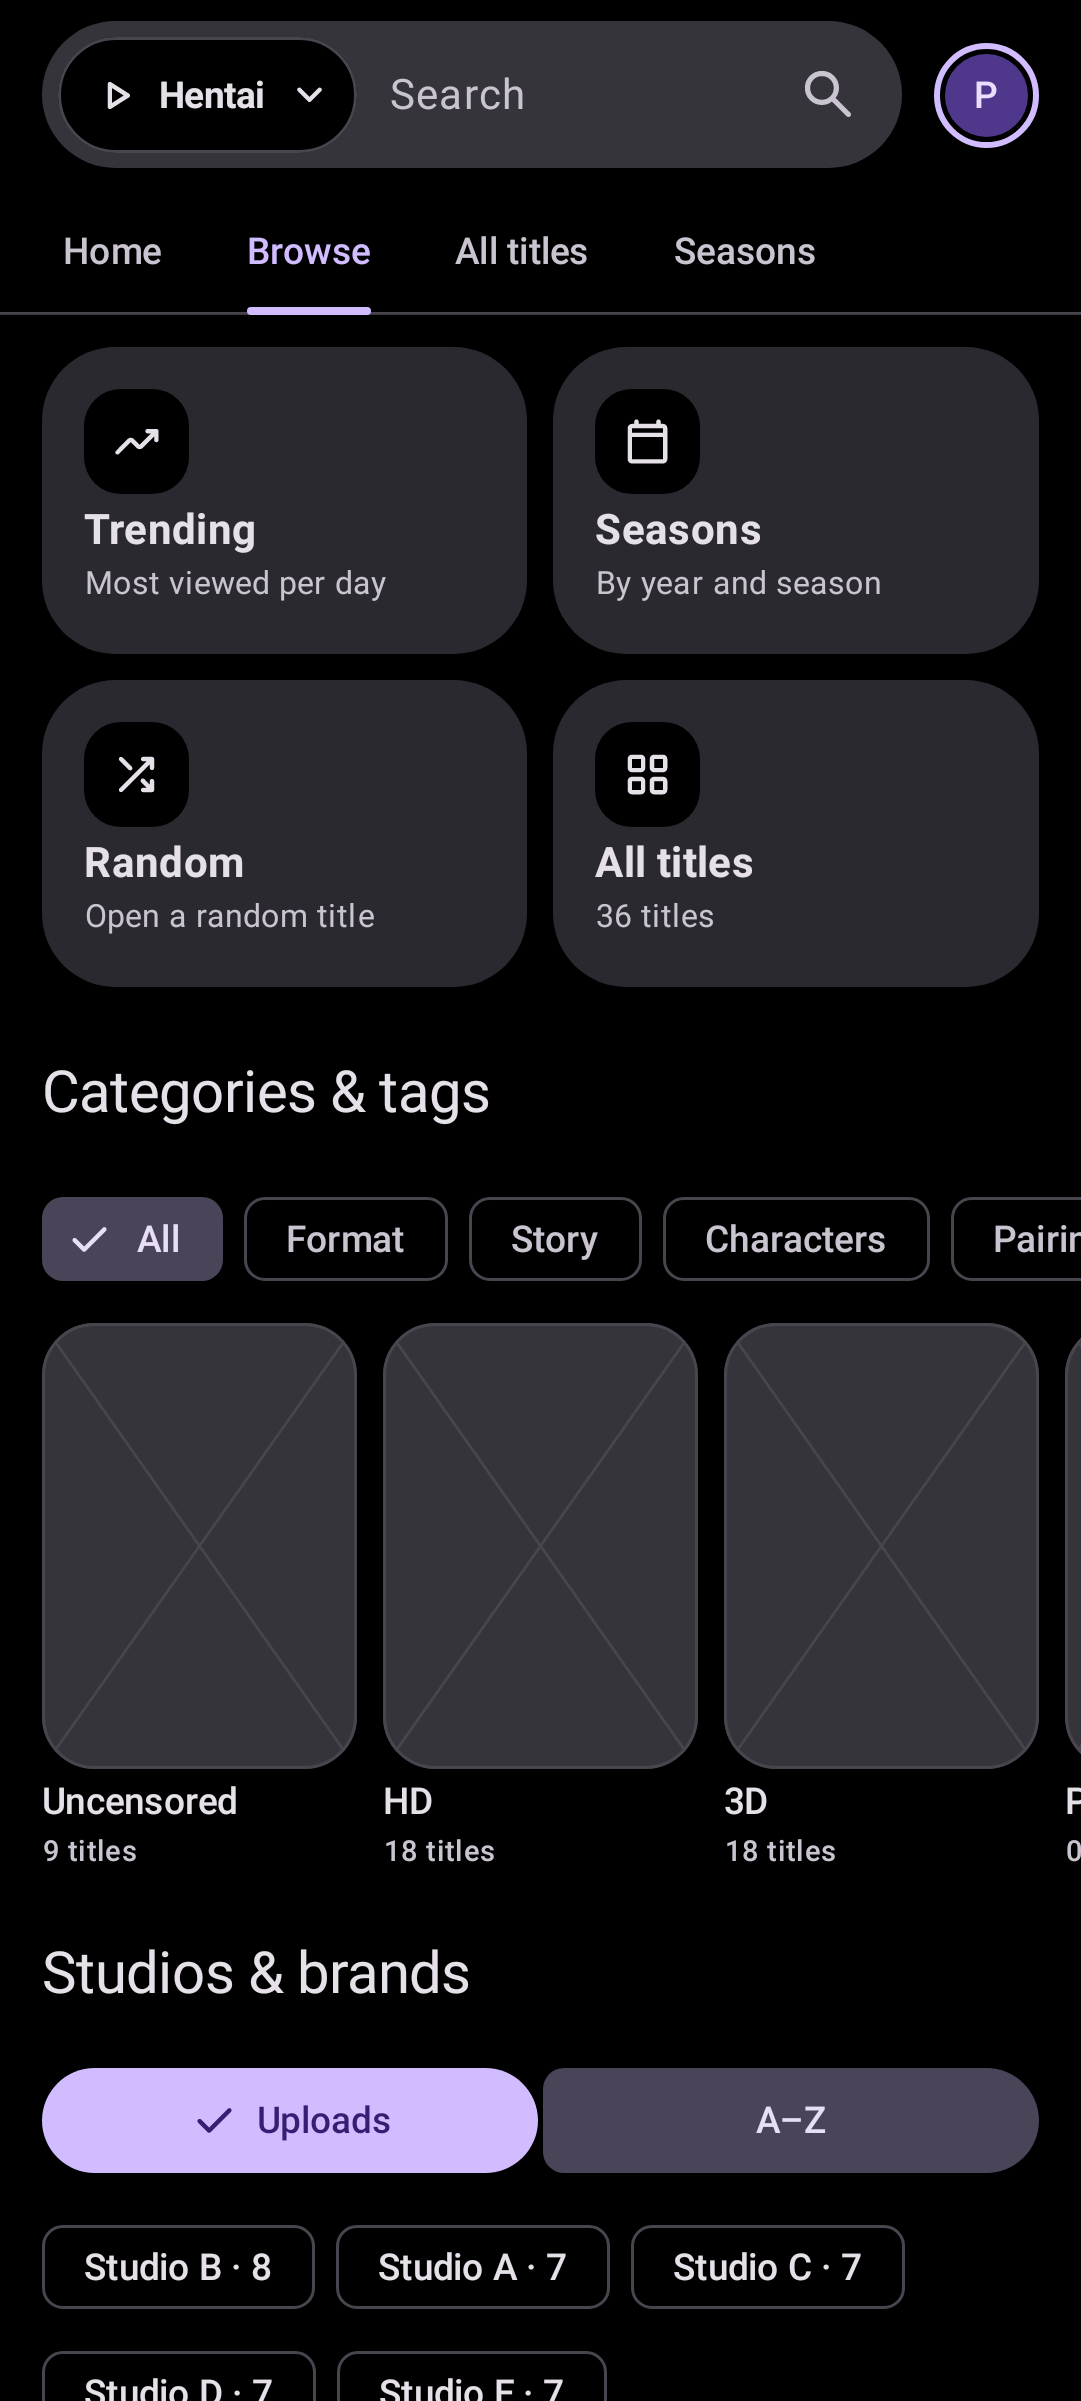 Hentai
Search
P
Home
Browse
All titles
Seasons
Trending
Most viewed per day
Seasons
By year and season
Random
Open a random title
All titles
36 titles
Categories & tags
All
Format
Story
Characters
Uncensored
9 titles
HD
18 titles
3D
18 titles
Studios & brands
Uploads
A–Z
Studio B · 8
Studio A · 7
Studio C · 7
Studio D · 7